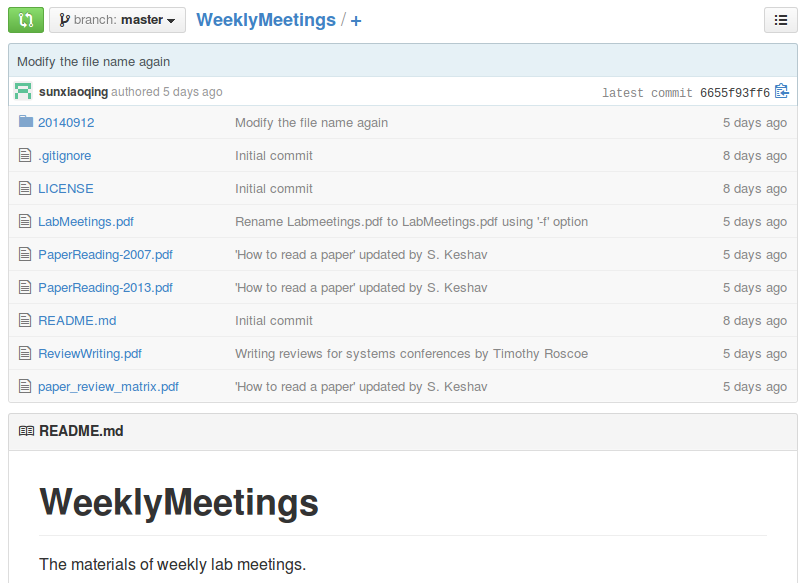 branch: master WeeklyMeetings / +
Modify the file name again
sunxiaoqing authored 5 days ago latest commit 6655f93ff6
20140912 Modify the file name again 5 days ago
.gitignore Initial commit 8 days ago
LICENSE Initial commit 8 days ago
LabMeetings.pdf Rename Labmeetings.pdf to LabMeetings.pdf using '-f' option 5 days ago
PaperReading-2007.pdf 'How to read a paper' updated by S. Keshav 5 days ago
PaperReading-2013.pdf 'How to read a paper' updated by S. Keshav 5 days ago
README.md Initial commit 8 days ago
ReviewWriting.pdf Writing reviews for systems conferences by Timothy Roscoe 5 days ago
paper_review_matrix.pdf 'How to read a paper' updated by S. Keshav 5 days ago
README.md
WeeklyMeetings
The materials of weekly lab meetings.